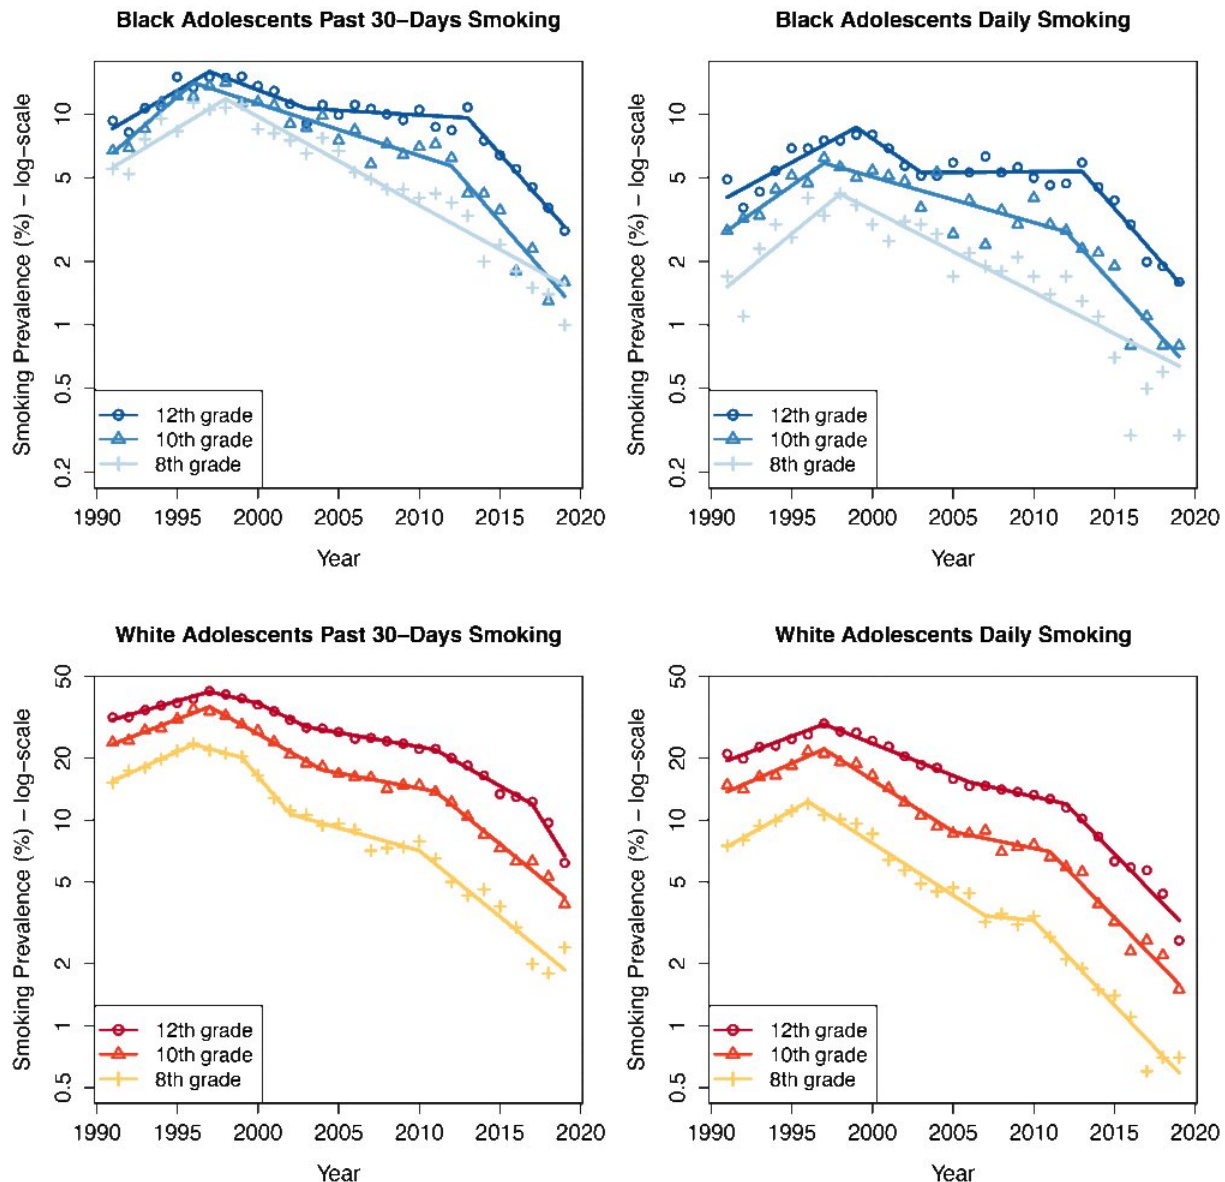 Black Adolescents Past 30–Days Smoking
Smoking Prevalence (%) – log–scale
10
5
2
1
0.5
0.2
12th grade
10th grade
8th grade
1990 1995 2000 2005 2010 2015 2020
Year
Black Adolescents Daily Smoking
Smoking Prevalence (%) – log–scale
10
5
2
1
0.5
0.2
12th grade
10th grade
8th grade
1990 1995 2000 2005 2010 2015 2020
Year
White Adolescents Past 30–Days Smoking
Smoking Prevalence (%) – log–scale
50
20
10
5
2
1
0.5
12th grade
10th grade
8th grade
1990 1995 2000 2005 2010 2015 2020
Year
White Adolescents Daily Smoking
Smoking Prevalence (%) – log–scale
50
20
10
5
2
1
0.5
12th grade
10th grade
8th grade
1990 1995 2000 2005 2010 2015 2020
Year